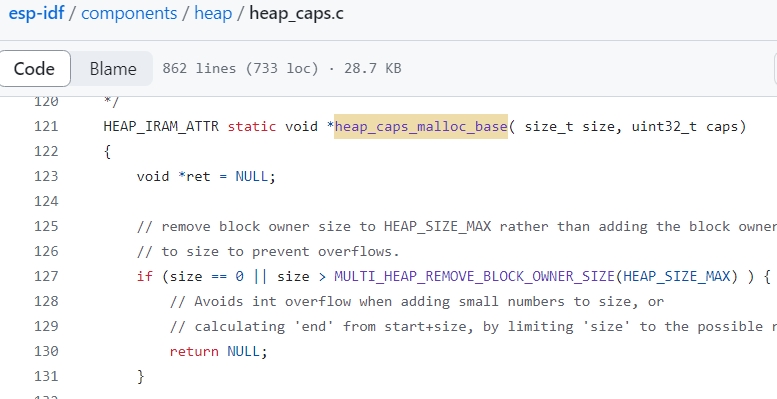 esp-idf / components / heap / heap_caps.c
Code Blame 862 lines (733 loc) · 28.7 KB
120 */
121 HEAP_IRAM_ATTR static void *heap_caps_malloc_base( size_t size, uint32_t caps)
122 {
123 void *ret = NULL;
124
125 // remove block owner size to HEAP_SIZE_MAX rather than adding the block owner
126 // to size to prevent overflows.
127 if (size == 0 || size > MULTI_HEAP_REMOVE_BLOCK_OWNER_SIZE(HEAP_SIZE_MAX) ) {
128 // Avoids int overflow when adding small numbers to size, or
129 // calculating 'end' from start+size, by limiting 'size' to the possible
130 return NULL;
131 }